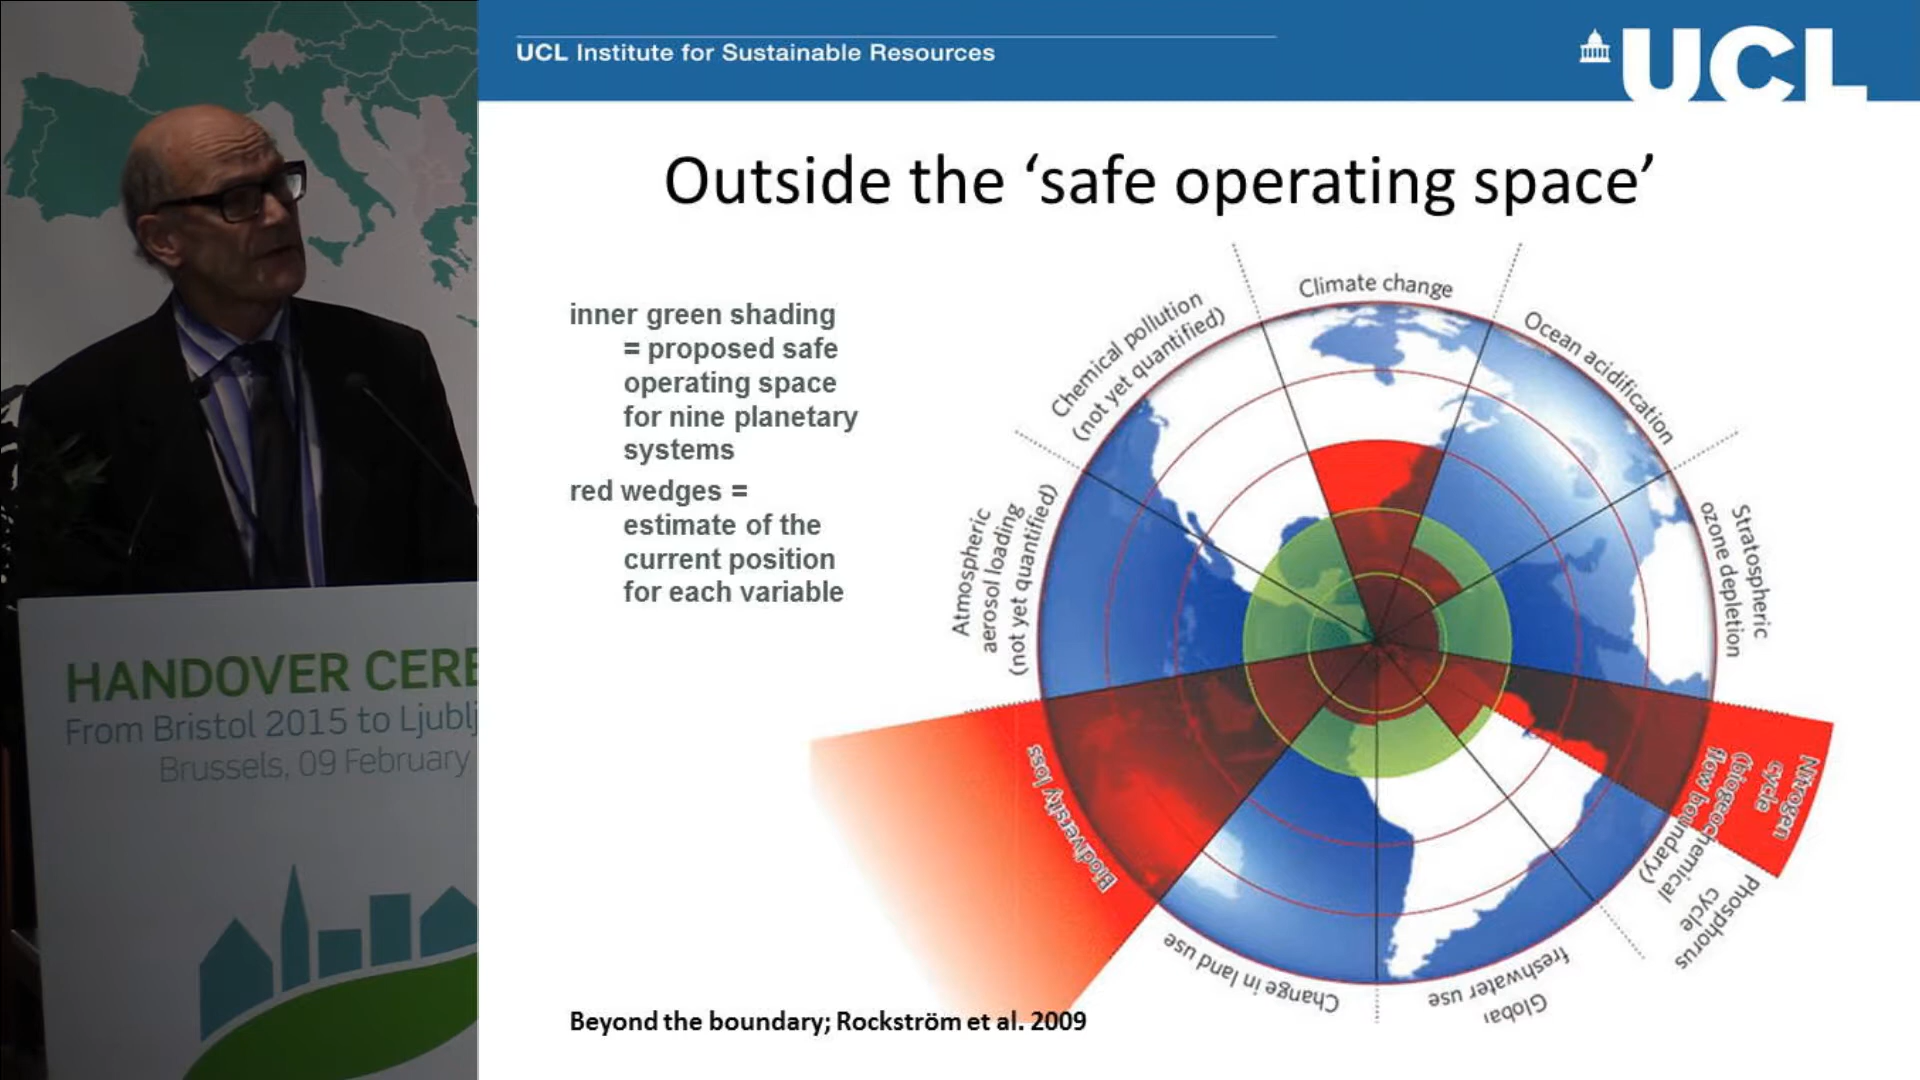 UCL Institute for Sustainable Resources
UCL
Outside the ‘safe operating space’
inner green shading
= proposed safe
operating space
for nine planetary
systems
red wedges =
estimate of the
current position
for each variable
Climate change
Ocean acidification
Stratospheric
ozone depletion
Nitrogen
cycle
(biogeochemical
flow boundary)
Phosphorus
cycle
Global
freshwater use
Change in land use
Biodiversity loss
Atmospheric
aerosol loading
(not yet quantified)
Chemical pollution
(not yet quantified)
Beyond the boundary; Rockström et al. 2009
HANDOVER CERE
From Bristol 2015 to Ljublj
Brussels, 09 February